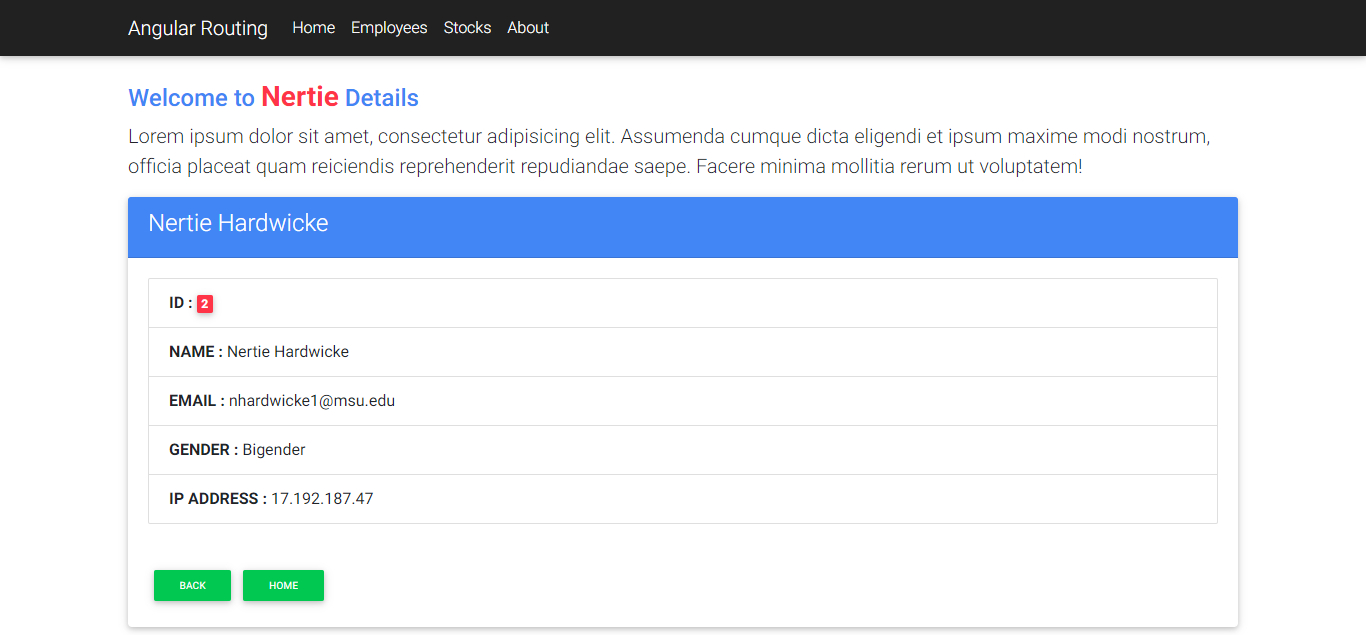 Angular Routing Home Employees Stocks About
Welcome to Nertie Details
Lorem ipsum dolor sit amet, consectetur adipisicing elit. Assumenda cumque dicta eligendi et ipsum maxime modi nostrum,
officia placeat quam reiciendis reprehenderit repudiandae saepe. Facere minima mollitia rerum ut voluptatem!
Nertie Hardwicke
ID : 2
NAME : Nertie Hardwicke
EMAIL : nhardwicke1@msu.edu
GENDER : Bigender
IP ADDRESS : 17.192.187.47
BACK HOME